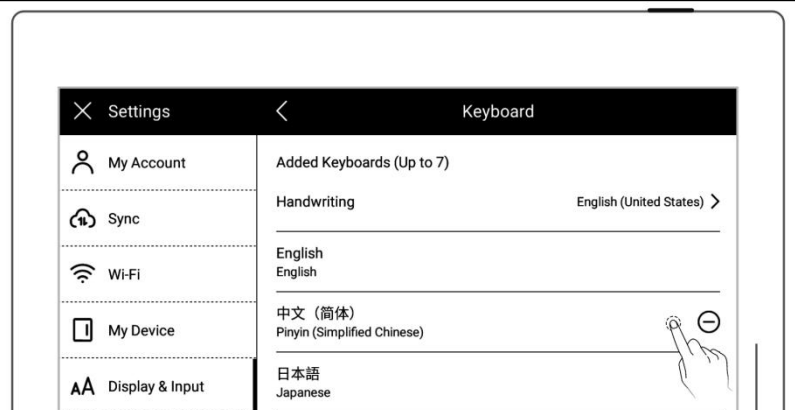 Settings
Keyboard
My Account
Sync
Wi-Fi
My Device
Display & Input
Added Keyboards (Up to 7)
Handwriting English (United States)
English
English
中文（简体）
Pinyin (Simplified Chinese)
日本語
Japanese